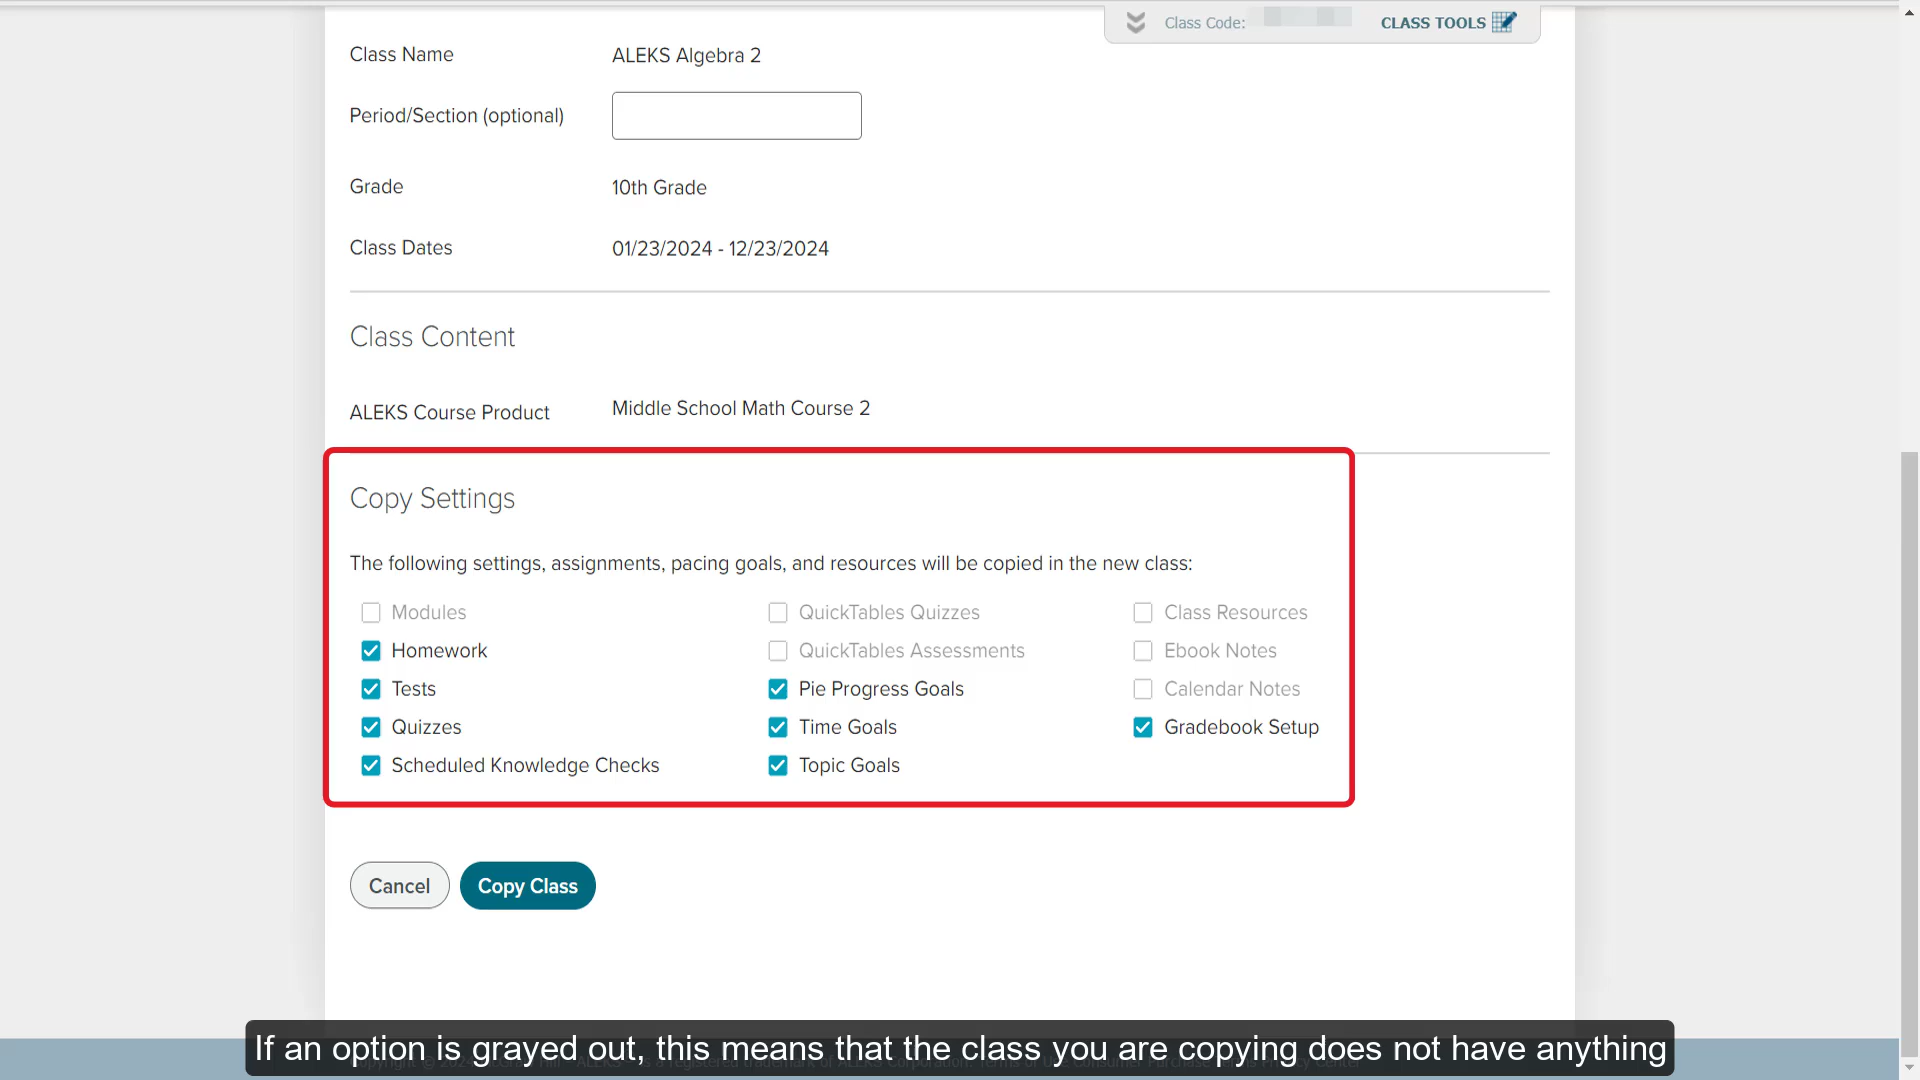 Class Code:
CLASS TOOLS
Class Name ALEKS Algebra 2
Period/Section (optional)
Grade 10th Grade
Class Dates 01/23/2024 - 12/23/2024
Class Content
ALEKS Course Product Middle School Math Course 2
Copy Settings
The following settings, assignments, pacing goals, and resources will be copied in the new class:
Modules QuickTables Quizzes Class Resources
Homework QuickTables Assessments Ebook Notes
Tests Pie Progress Goals Calendar Notes
Quizzes Time Goals Gradebook Setup
Scheduled Knowledge Checks Topic Goals
Cancel Copy Class
If an option is grayed out, this means that the class you are copying does not have anything